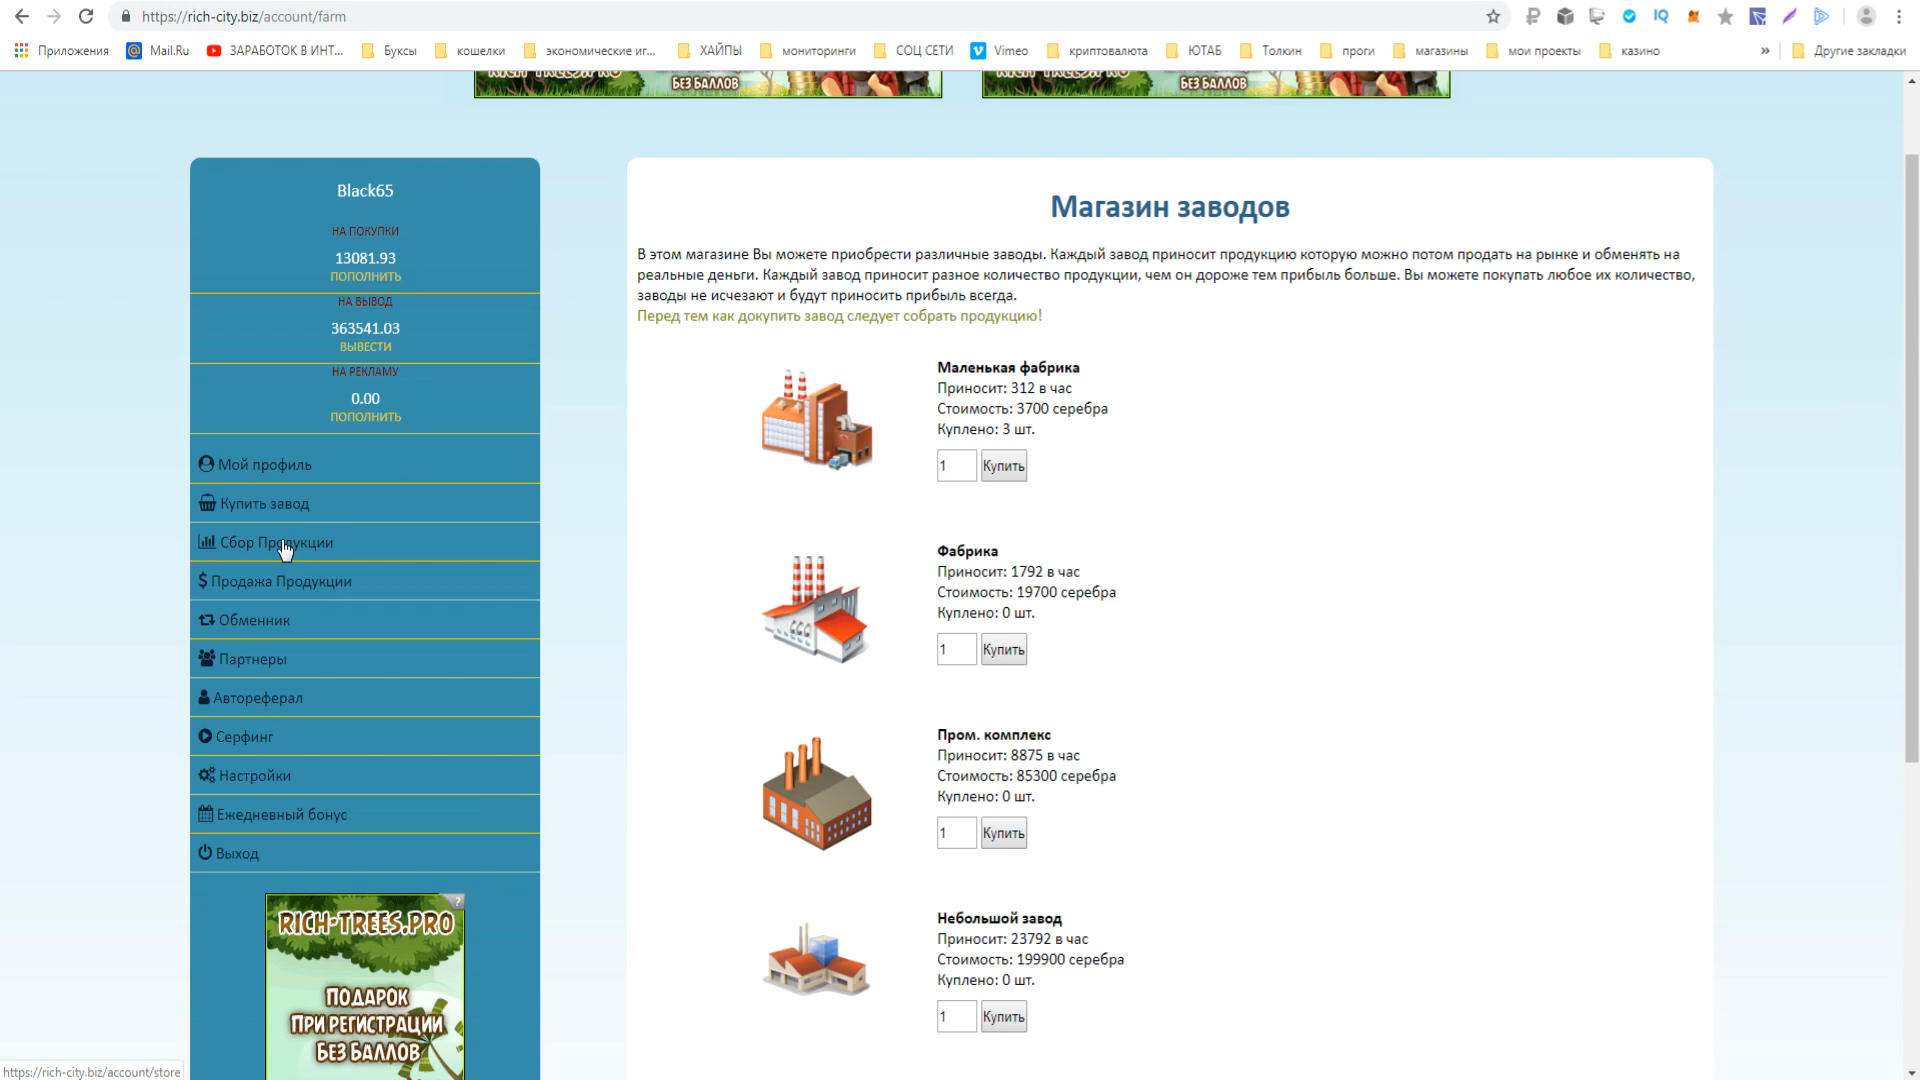 https://rich-city.biz/account/farm
Приложения
Mail.Ru
ЗАРАБОТОК В ИНТ...
Буксы
кошелки
экономические иг...
ХАЙПЫ
мониторинги
СОЦ СЕТИ
Vimeo
криптовалюта
ЮТАБ
Толкин
проги
магазины
мои проекты
казино
»
Другие закладки
БЕЗ БАЛЛОВ
БЕЗ БАЛЛОВ
Black65
НА ПОКУПКИ
13081.93
ПОПОЛНИТЬ
НА ВЫВОД
363541.03
ВЫВЕСТИ
НА РЕКЛАМУ
0.00
ПОПОЛНИТЬ
Мой профиль
Купить завод
Сбор Продукции
Продажа Продукции
Обменник
Партнеры
Автореферал
Серфинг
Настройки
Ежедневный бонус
Выход
RICH-TREES.PRO
ПОДАРОК
ПРИ РЕГИСТРАЦИИ
БЕЗ БАЛЛОВ
Магазин заводов
В этом магазине Вы можете приобрести различные заводы. Каждый завод приносит продукцию которую можно потом продать на рынке и обменять на
реальные деньги. Каждый завод приносит разное количество продукции, чем он дороже тем прибыль больше. Вы можете покупать любое их количество,
заводы не исчезают и будут приносить прибыль всегда.
Перед тем как докупить завод следует собрать продукцию!
Маленькая фабрика
Приносит: 312 в час
Стоимость: 3700 серебра
Куплено: 3 шт.
1 Купить
Фабрика
Приносит: 1792 в час
Стоимость: 19700 серебра
Куплено: 0 шт.
1 Купить
Пром. комплекс
Приносит: 8875 в час
Стоимость: 85300 серебра
Куплено: 0 шт.
1 Купить
Небольшой завод
Приносит: 23792 в час
Стоимость: 199900 серебра
Куплено: 0 шт.
1 Купить
https://rich-city.biz/account/store